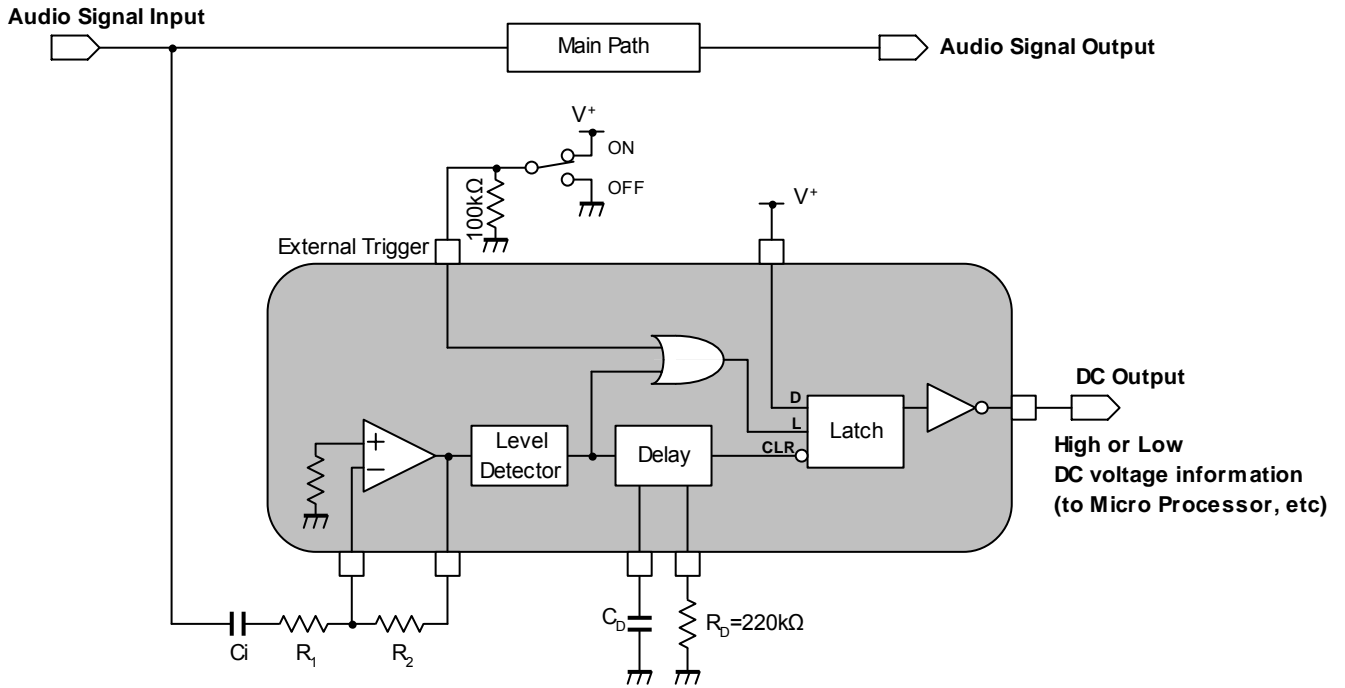 Audio Signal Input
Main Path
Audio Signal Output
V+
ON
OFF
100kΩ
V+
External Trigger
DC Output
D
L
CLR
Latch
Level
Detector
Delay
+
−
High or Low
DC voltage information
(to Micro Processor, etc)
Ci
R1
R2
CD
RD=220kΩ